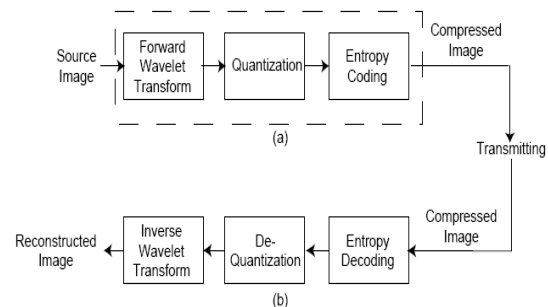 Source
Image
Forward
Wavelet
Transform
Quantization
Entropy
Coding
Compressed
Image
(a)
Transmitting
Reconstructed
Image
Inverse
Wavelet
Transform
De-
Quantization
Entropy
Decoding
Compressed
Image
(b)